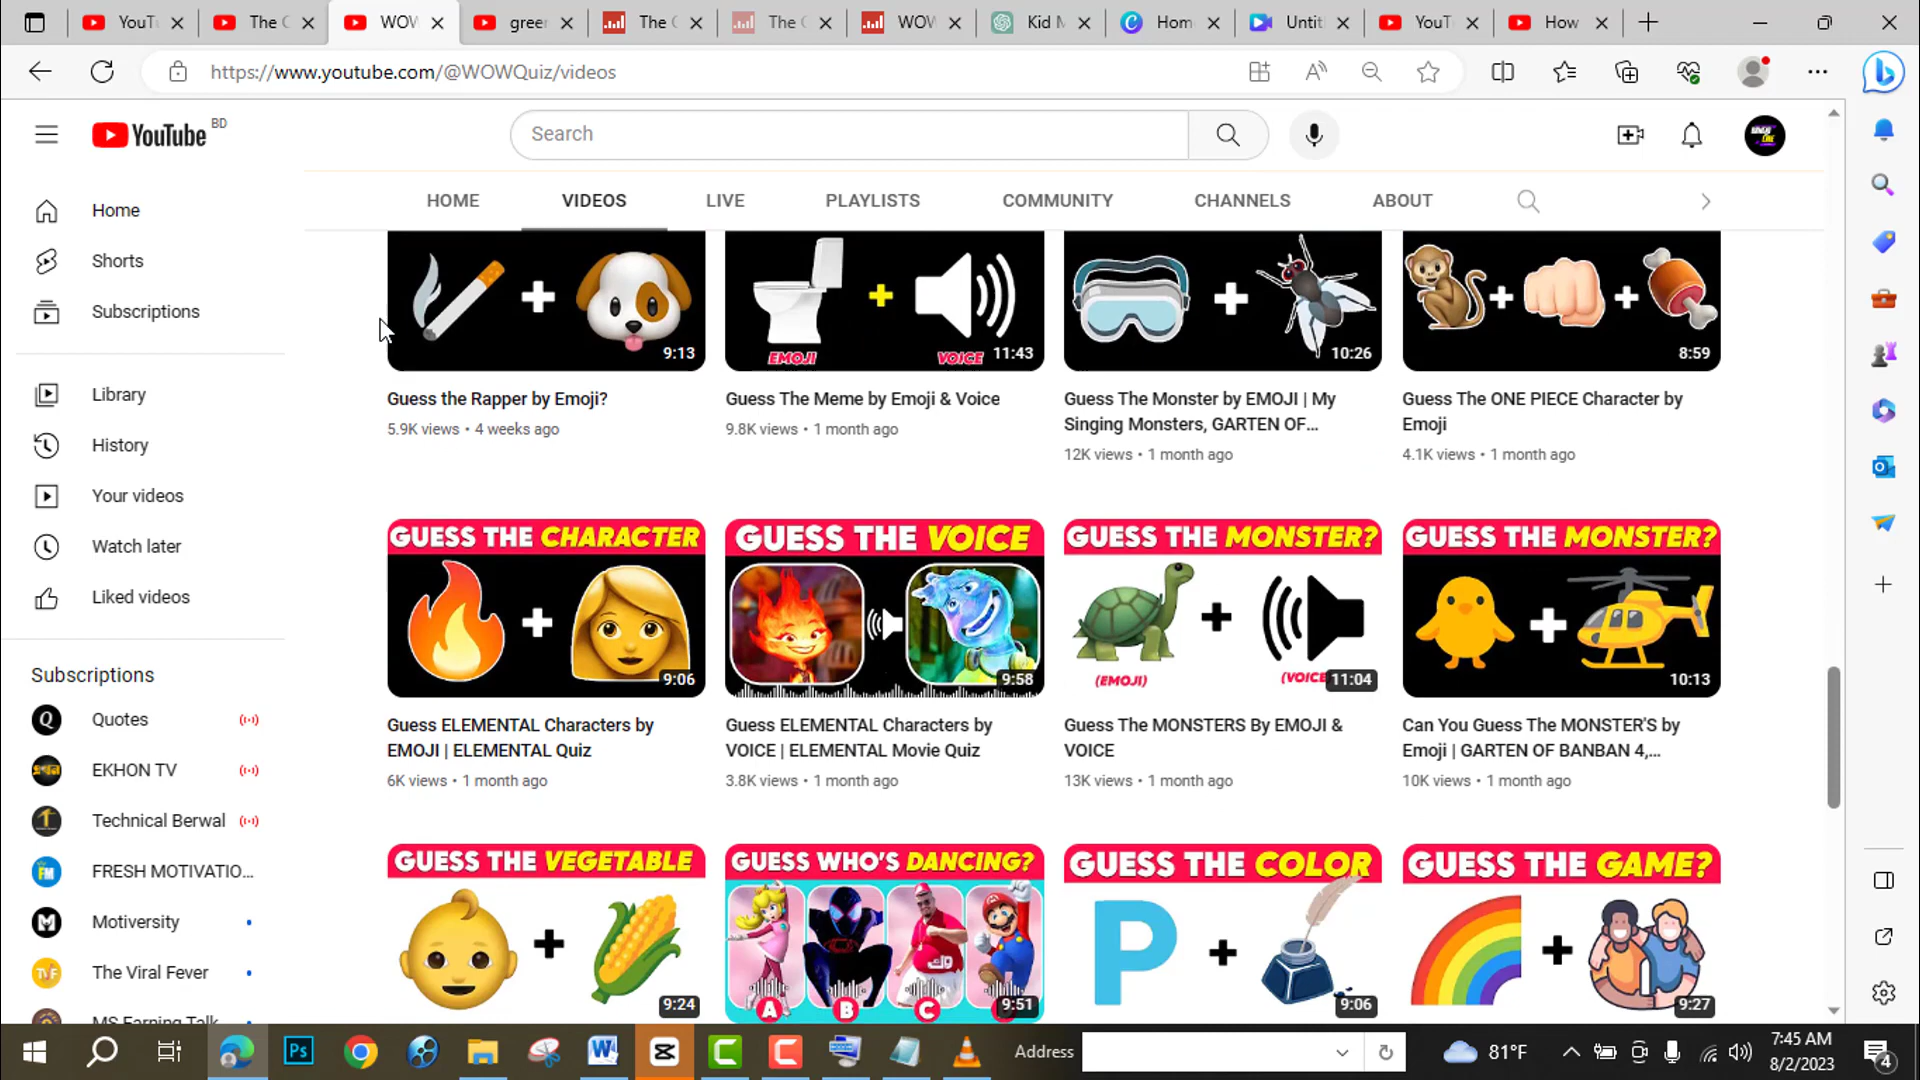 YouT
The
WOW
greer
The
The
WOW
Kid M
Hom
Unti
YouT
How
https://www.youtube.com/@WOWQuiz/videos
YouTube BD
Search
HOME VIDEOS LIVE PLAYLISTS COMMUNITY CHANNELS ABOUT
Home
Shorts
Subscriptions
Library
History
Your videos
Watch later
Liked videos
Subscriptions
Quotes
EKHON TV
Technical Berwal
FRESH MOTIVATIO...
Motiversity
The Viral Fever
MS Earning Talk
9:13
EMOJI VOICE 11:43
10:26
8:59
Guess the Rapper by Emoji?
5.9K views • 4 weeks ago
Guess The Meme by Emoji & Voice
9.8K views • 1 month ago
Guess The Monster by EMOJI | My
Singing Monsters, GARTEN OF...
12K views • 1 month ago
Guess The ONE PIECE Character by
Emoji
4.1K views • 1 month ago
GUESS THE CHARACTER
9:06
GUESS THE VOICE
9:58
GUESS THE MONSTER?
(EMOJI) (VOICE 11:04
GUESS THE MONSTER?
10:13
Guess ELEMENTAL Characters by
EMOJI | ELEMENTAL Quiz
6K views • 1 month ago
Guess ELEMENTAL Characters by
VOICE | ELEMENTAL Movie Quiz
3.8K views • 1 month ago
Guess The MONSTERS By EMOJI &
VOICE
13K views • 1 month ago
Can You Guess The MONSTER'S by
Emoji | GARTEN OF BANBAN 4,...
10K views • 1 month ago
GUESS THE VEGETABLE
9:24
GUESS WHO'S DANCING?
A B C 9:51
GUESS THE COLOR
P
9:06
GUESS THE GAME?
9:27
Address
81°F
7:45 AM
8/2/2023
4